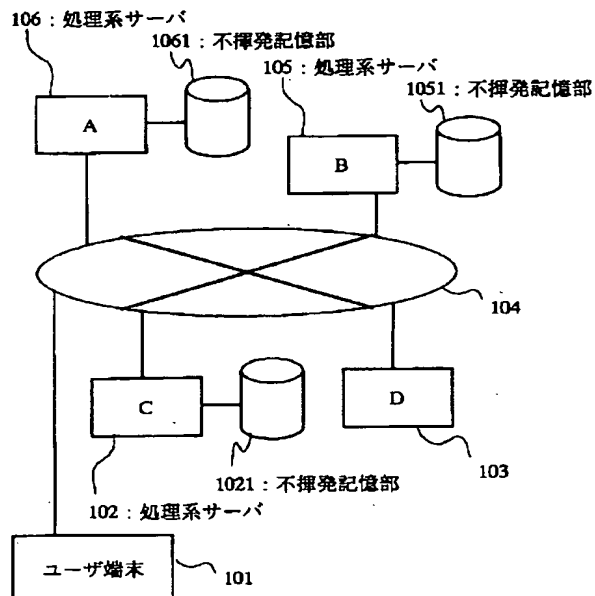 106：処理系サーバ
1061：不揮発記憶部
105：処理系サーバ
1051：不揮発記憶部
A
B
104
C
D
103
1021：不揮発記憶部
102：処理系サーバ
ユーザ端末
101